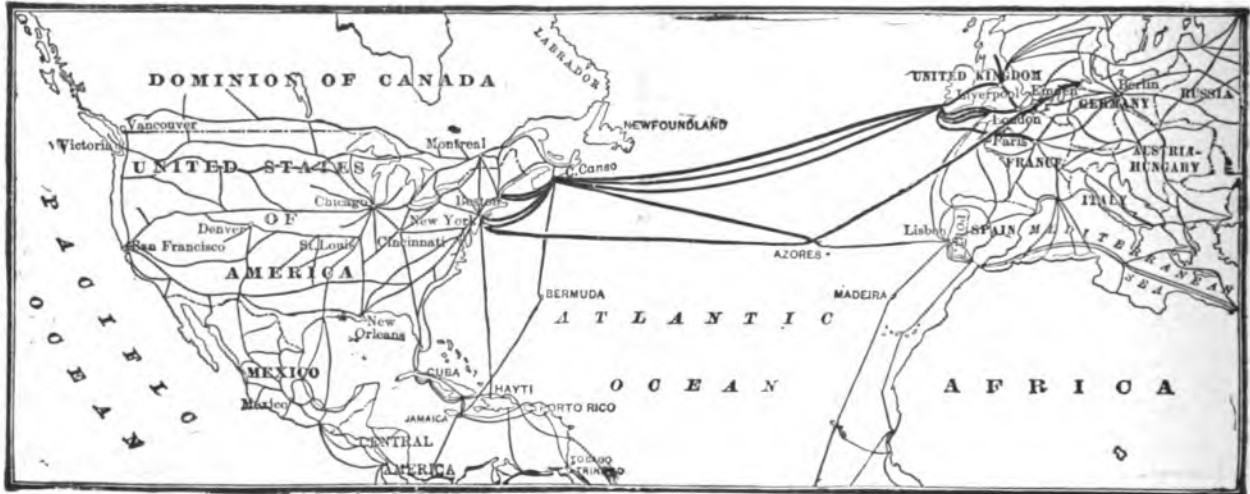 LABRADOR
DOMINION OF CANADA
Vancouver
Victoria
NEWFOUNDLAND
Montreal
C. Canso
UNITED STATES
OF
AMERICA
Chicago
Boston
New York
Denver
San Francisco
St. Louis
Cincinnati
New
Orleans
MEXICO
Mexico
CENTRAL
AMERICA
CUBA
HAYTI
JAMAICA
PORTO RICO
TOBAGO
TRINIDAD
BERMUDA
AZORES
MADEIRA
PACIFIC
OCEAN
ATLANTIC
OCEAN
UNITED KINGDOM
Liverpool
Emden
Berlin
GERMANY
RUSSIA
London
Paris
FRANCE
AUSTRIA-
HUNGARY
ITALY
Lisbon
PORT.
SPAIN
MEDITERRANEAN
SEA
AFRICA